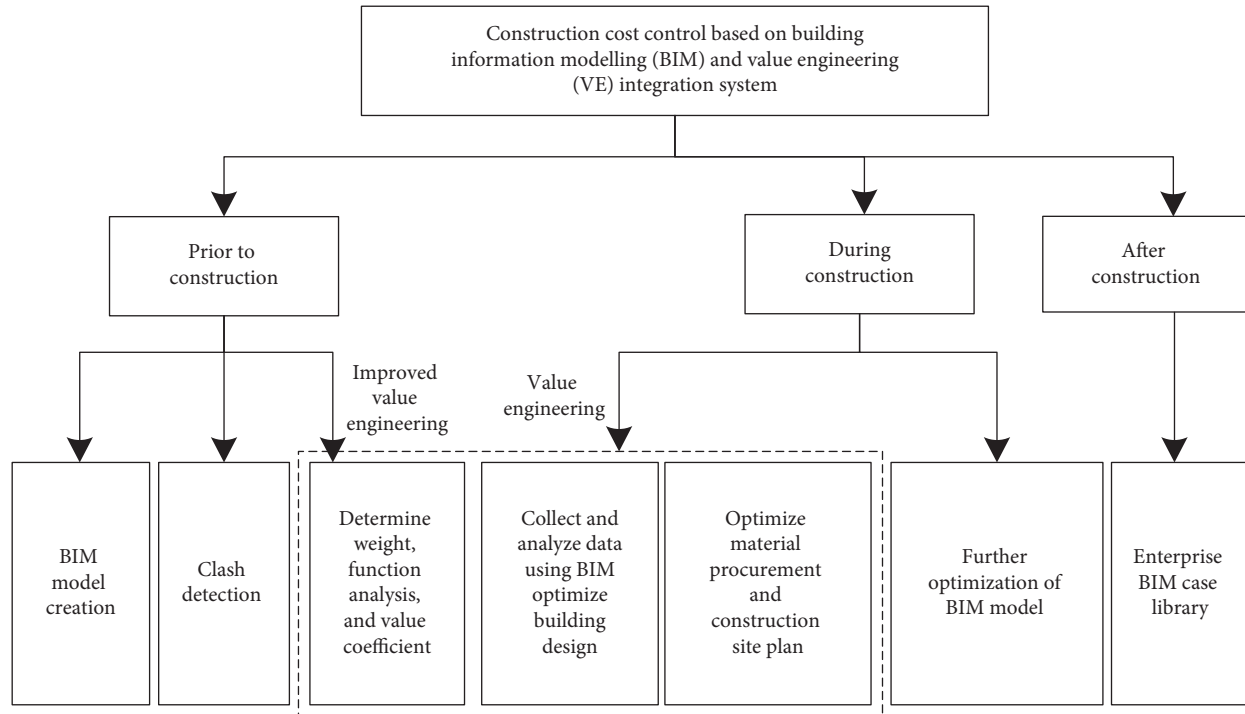 Construction cost control based on building
information modelling (BIM) and value engineering
(VE) integration system
Prior to
construction
During
construction
After
construction
Improved
value
engineering
Value
engineering
BIM
model
creation
Clash
detection
Determine
weight,
function
analysis,
and value
coefficient
Collect and
analyze data
using BIM
optimize
building
design
Optimize
material
procurement
and
construction
site plan
Further
optimization of
BIM model
Enterprise
BIM case
library